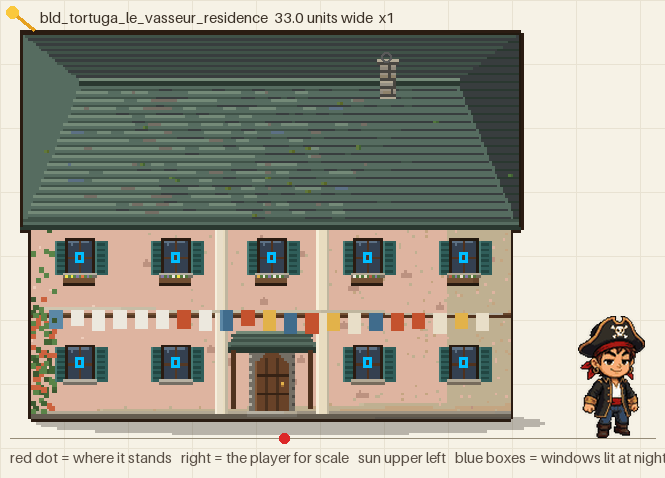 bld_tortuga_le_vasseur_residence 33.0 units wide x1
red dot = where it stands right = the player for scale sun upper left blue boxes = windows lit at night